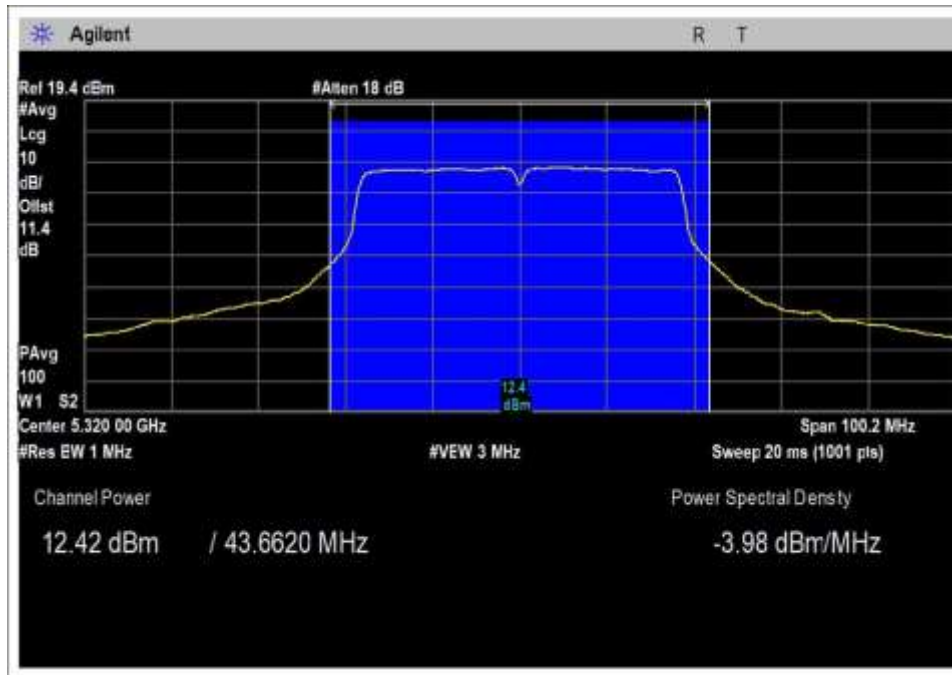 Agilent
R T
Ref 19.4 dBm #Atten 18 dB
#Avg
Log
10
dB/
Offst
11.4
dB
PAvg
100
W1 S2
12.4
dBm
Center 5.320 00 GHz Span 100.2 MHz
#Res BW 1 MHz #VBW 3 MHz Sweep 20 ms (1001 pts)
Channel Power Power Spectral Density
12.42 dBm / 43.6620 MHz -3.98 dBm/MHz